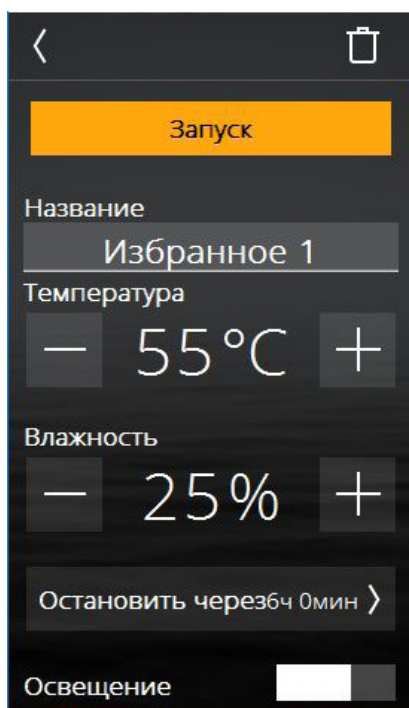 Запуск
Название
Избранное 1
Температура
55°C
Влажность
25%
Остановить через6ч 0мин
Освещение